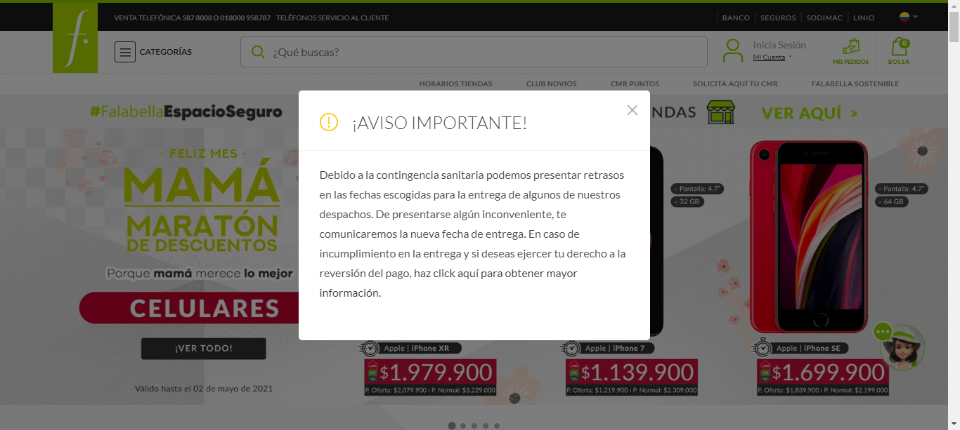 VENTA TELEFÓNICA 587 8000 O 018000 958787 TELÉFONOS SERVICIO AL CLIENTE
BANCO SEGUROS SODIMAC LINIO
f.
CATEGORÍAS
¿Qué buscas?
Inicia Sesión
Mi Cuenta
MIS PEDIDOS
0
BOLSA
HORARIOS TIENDAS CLUB NOVIOS CMR PUNTOS SOLICITA AQUÍ TU CMR FALABELLA SOSTENIBLE
#FalabellaEspacioSeguro
ENDAS
VER AQUÍ >
¡AVISO IMPORTANTE!
Debido a la contingencia sanitaria podemos presentar retrasos
en las fechas escogidas para la entrega de algunos de nuestros
despachos. De presentarse algún inconveniente, te
comunicaremos la nueva fecha de entrega. En caso de
incumplimiento en la entrega y si deseas ejercer tu derecho a la
reversión del pago, haz click aquí para obtener mayor
información.
FELIZ MES
MAMÁ
MARATÓN
DE DESCUENTOS
Porque mamá merece lo mejor
CELULARES
¡VER TODO!
Válido hasta el 02 de mayo de 2021
- Pantalla: 4.7"
- 32 GB
- Pantalla: 4.7"
- 64 GB
Apple | iPhone XR
$1.979.900
P. Oferta: $2.079.900 - P. Normal: $3.229.000
Apple | iPhone 7
$1.139.900
P. Oferta: $1.219.900 - P. Normal: $2.309.000
Apple | iPhone SE
$1.699.900
P. Oferta: $1.839.900 - P. Normal: $2.199.000